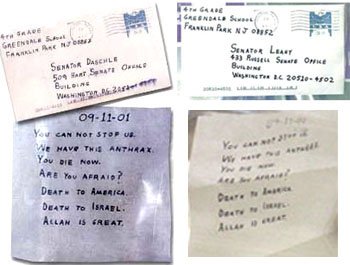 4TH GRADE
GREENDALE SCHOOL
FRANKLIN PARK NJ 08852
SENATOR DASCHLE
509 HART SENATE OFFICE
BUILDING
WASHINGTON D.C. 20510
4TH GRADE
GREENDALE SCHOOL
FRANKLIN PARK NJ 08852
SENATOR LEAHY
433 RUSSELL SENATE OFFICE
BUILDING
WASHINGTON D.C. 20510-4502
09-11-01
YOU CAN NOT STOP US.
WE HAVE THIS ANTHRAX.
YOU DIE NOW.
ARE YOU AFRAID?
DEATH TO AMERICA.
DEATH TO ISRAEL.
ALLAH IS GREAT.
09-11-01
YOU CAN NOT STOP US.
WE HAVE THIS ANTHRAX.
YOU DIE NOW.
ARE YOU AFRAID?
DEATH TO AMERICA.
DEATH TO ISRAEL.
ALLAH IS GREAT.